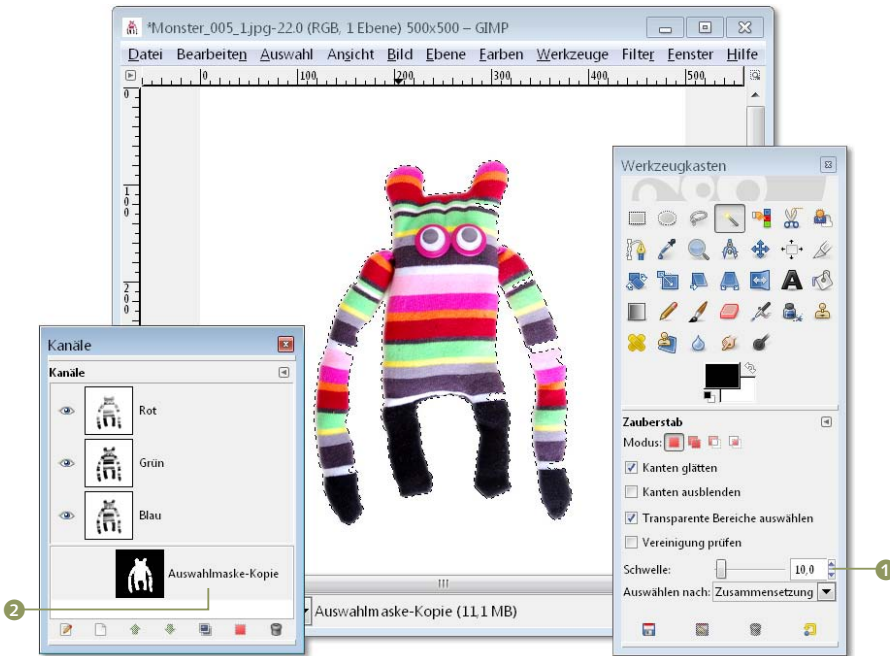 *Monster_005_1.jpg-22.0 (RGB, 1 Ebene) 500x500 – GIMP
Datei Bearbeiten Auswahl Ansicht Bild Ebene Farben Werkzeuge Filter Fenster Hilfe
0 100 200 300 400 500
0
100
200
Werkzeugkasten
Zauberstab
Modus:
Kanten glätten
Kanten ausblenden
Transparente Bereiche auswählen
Vereinigung prüfen
Schwelle: 10,0
1
Auswählen nach: Zusammensetzung
Kanäle
Kanäle
Rot
Grün
Blau
Auswahlmaske-Kopie
2
Auswahlmaske-Kopie (11,1 MB)